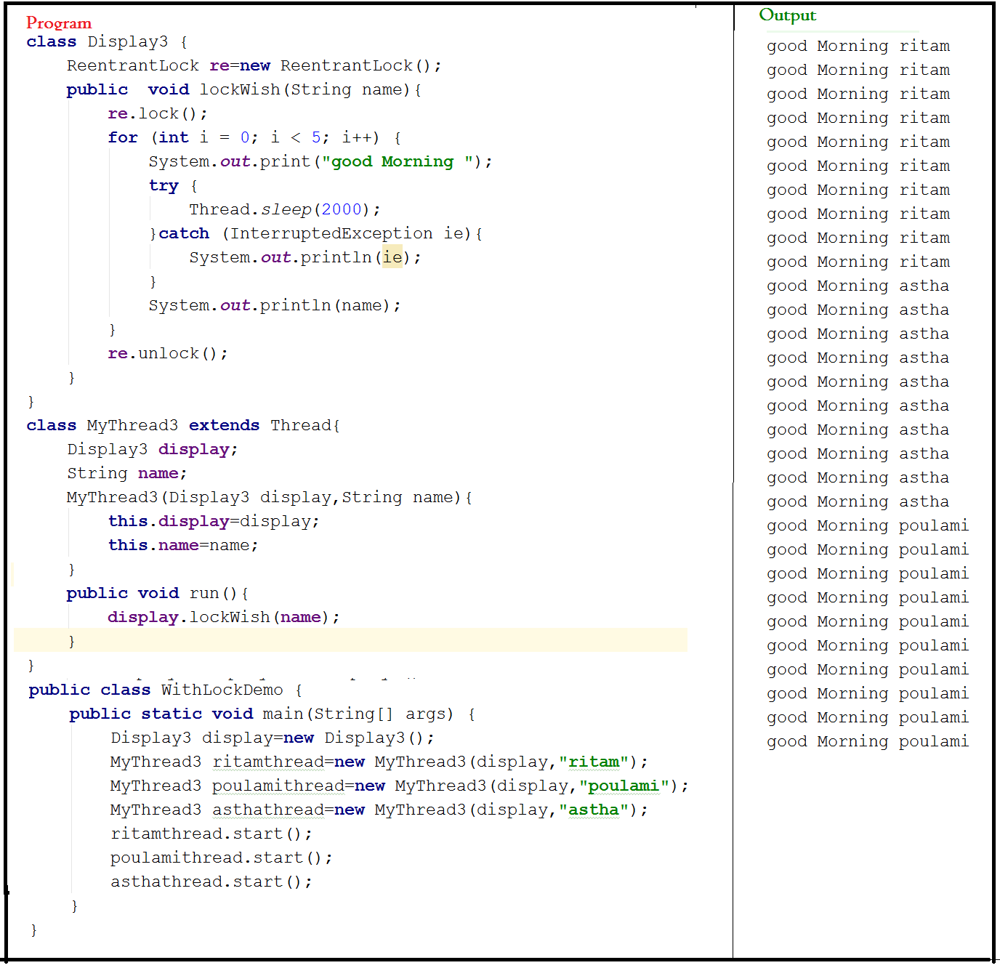 Program
class Display3 {
    ReentrantLock re=new ReentrantLock();
    public  void lockWish(String name){
        re.lock();
        for (int i = 0; i < 5; i++) {
            System.out.print("good Morning ");
            try {
                Thread.sleep(2000);
            }catch (InterruptedException ie){
                System.out.println(ie);
            }
            System.out.println(name);
        }
        re.unlock();
    }
}
class MyThread3 extends Thread{
    Display3 display;
    String name;
    MyThread3(Display3 display,String name){
        this.display=display;
        this.name=name;
    }
    public void run(){
        display.lockWish(name);
    }
}
public class WithLockDemo {
    public static void main(String[] args) {
        Display3 display=new Display3();
        MyThread3 ritamthread=new MyThread3(display,"ritam");
        MyThread3 poulamithread=new MyThread3(display,"poulami");
        MyThread3 asthathread=new MyThread3(display,"astha");
        ritamthread.start();
        poulamithread.start();
        asthathread.start();
    }
}
Output
good Morning ritam
good Morning ritam
good Morning ritam
good Morning ritam
good Morning ritam
good Morning ritam
good Morning ritam
good Morning ritam
good Morning ritam
good Morning ritam
good Morning astha
good Morning astha
good Morning astha
good Morning astha
good Morning astha
good Morning astha
good Morning astha
good Morning astha
good Morning astha
good Morning astha
good Morning poulami
good Morning poulami
good Morning poulami
good Morning poulami
good Morning poulami
good Morning poulami
good Morning poulami
good Morning poulami
good Morning poulami
good Morning poulami